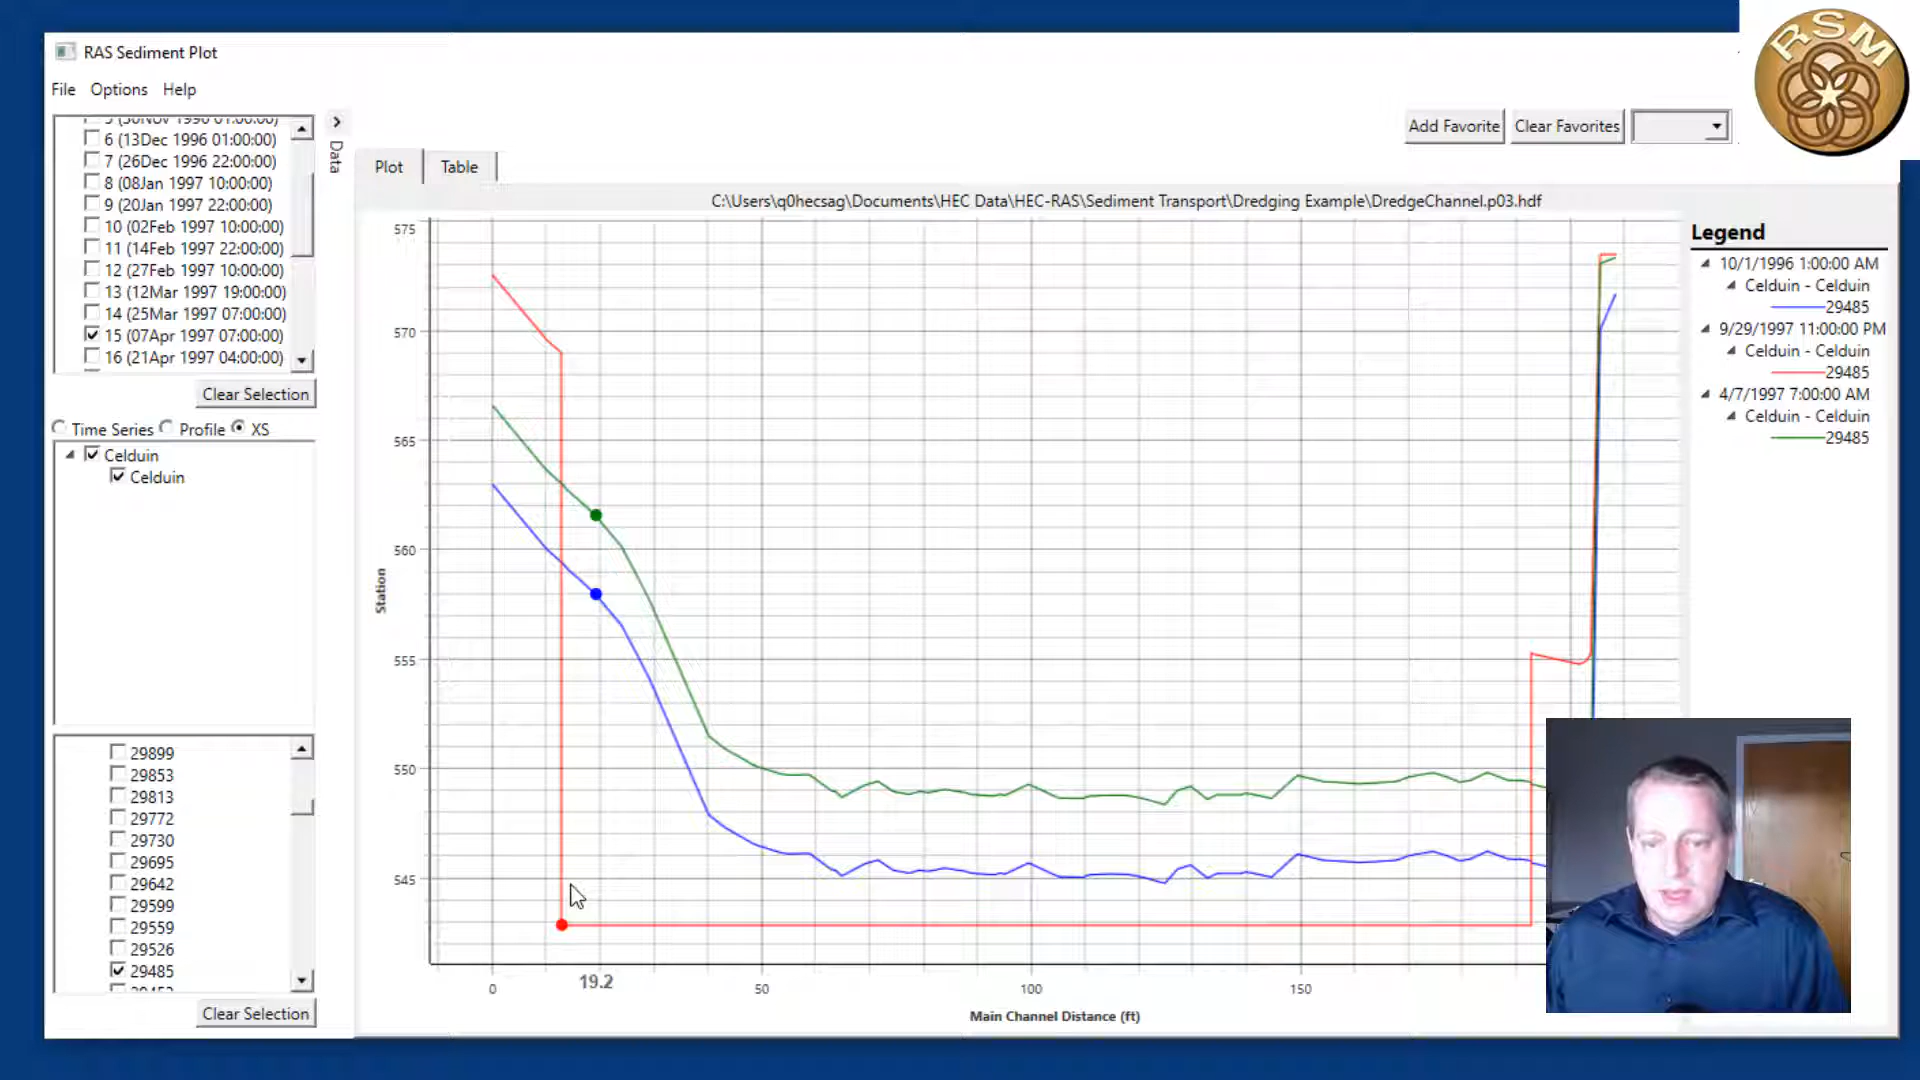 RAS Sediment Plot
RSM
File Options Help
6 (13Dec 1996 01:00:00)
7 (26Dec 1996 22:00:00)
8 (08Jan 1997 10:00:00)
9 (20Jan 1997 22:00:00)
10 (02Feb 1997 10:00:00)
11 (14Feb 1997 22:00:00)
12 (27Feb 1997 10:00:00)
13 (12Mar 1997 19:00:00)
14 (25Mar 1997 07:00:00)
15 (07Apr 1997 07:00:00)
16 (21Apr 1997 04:00:00)
Clear Selection
Time Series Profile XS
Celduin
Celduin
29899
29853
29813
29772
29730
29695
29642
29599
29559
29526
29485
Clear Selection
Data
Add Favorite Clear Favorites
Plot Table
C:\Users\q0hecsag\Documents\HEC Data\HEC-RAS\Sediment Transport\Dredging Example\DredgeChannel.p03.hdf
575
570
565
560
555
550
545
Station
0 19.2 50 100 150
Main Channel Distance (ft)
Legend
10/1/1996 1:00:00 AM
Celduin - Celduin
29485
9/29/1997 11:00:00 PM
Celduin - Celduin
29485
4/7/1997 7:00:00 AM
Celduin - Celduin
29485